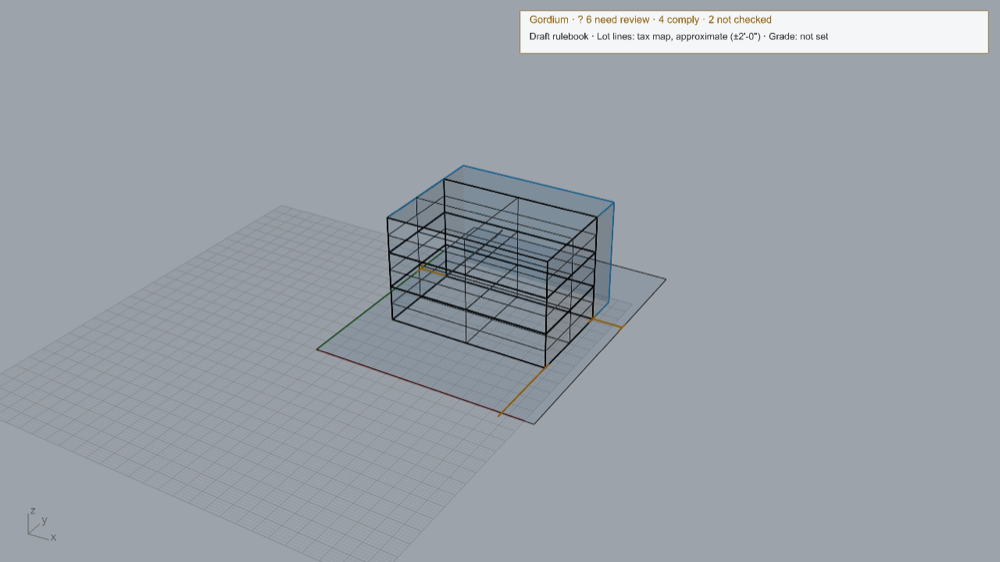 Gordium · ? 6 need review · 4 comply · 2 not checked
Draft rulebook · Lot lines: tax map, approximate (±2'-0") · Grade: not set
z
y
x